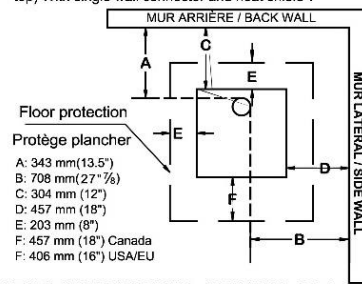 top) With single wall connector and heat shield :
MUR ARRIÈRE / BACK WALL
A
C
E
Floor protection
Protège plancher
E
MUR LATERAL / SIDE WALL
D
F
B
A: 343 mm(13.5")
B: 708 mm(27" 7/8)
C: 304 mm (12")
D: 457 mm (18")
E: 203 mm (8")
F: 457 mm (18") Canada
F: 406 mm (16") USA/EU